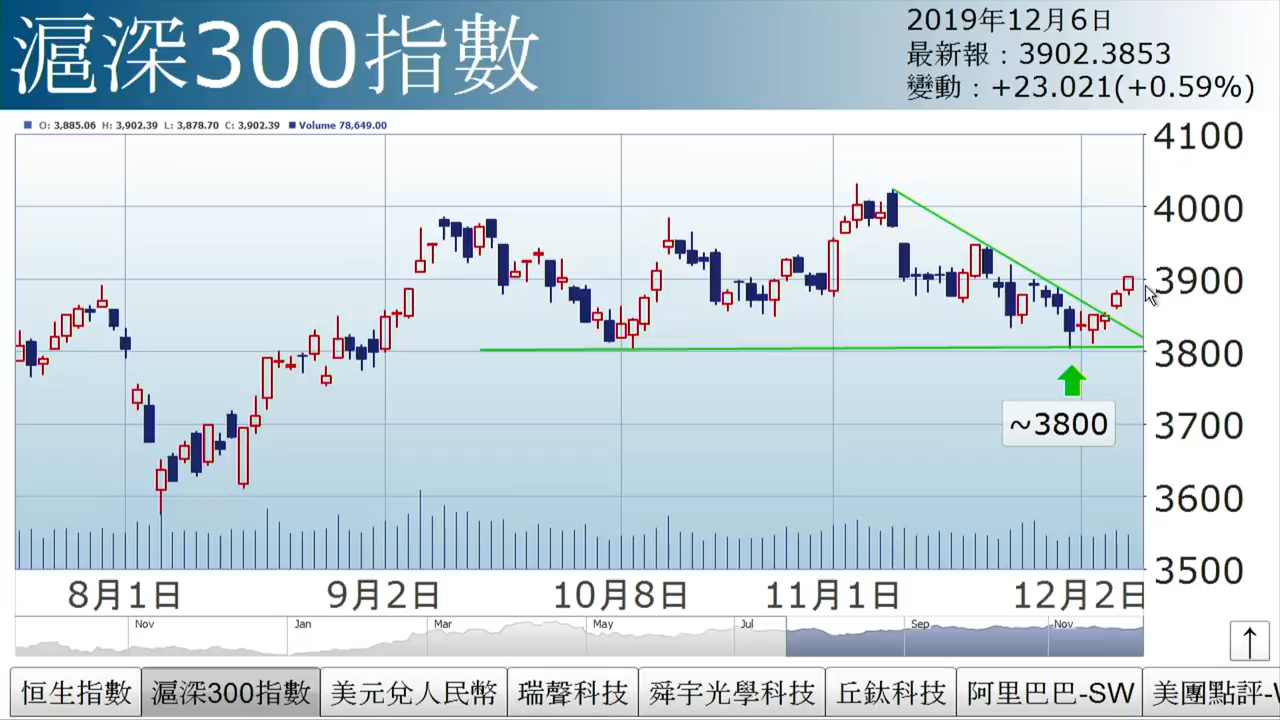 滬深300指數
2019年12月6日
最新報：3902.3853
變動：+23.021(+0.59%)
O: 3,885.06 H: 3,902.39 L: 3,878.70 C: 3,902.39 Volume 78,649.00
4100
4000
3900
3800
~3800
3700
3600
3500
8月1日 9月2日 10月8日 11月1日 12月2日
Nov Jan Mar May Jul Sep Nov
↑
恒生指數 滬深300指數 美元兌人民幣 瑞聲科技 舜宇光學科技 丘鈦科技 阿里巴巴-SW 美團點評-